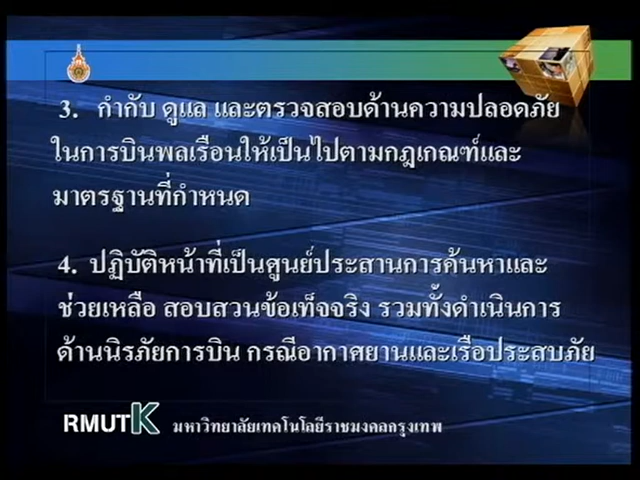 3. กำกับ ดูแล และตรวจสอบด้านความปลอดภัย
ในการบินพลเรือนให้เป็นไปตามกฎเกณฑ์และ
มาตรฐานที่กำหนด
4. ปฏิบัติหน้าที่เป็นศูนย์ประสานการค้นหาและ
ช่วยเหลือ สอบสวนข้อเท็จจริง รวมทั้งดำเนินการ
ด้านนิรภัยการบิน กรณีอากาศยานและเรือประสบภัย
RMUTK มหาวิทยาลัยเทคโนโลยีราชมงคลกรุงเทพ